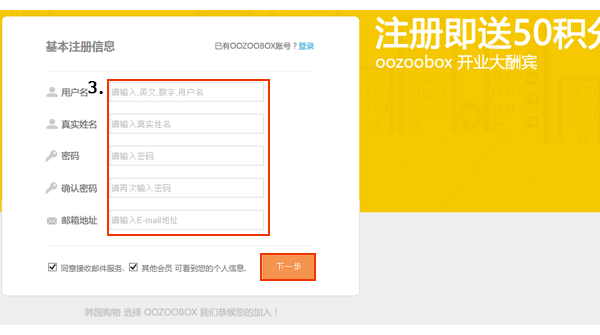 基本注册信息
已有OOZOOBOX账号？登录
注册即送50积分
oozoobox 开业大酬宾
3.
用户名 请输入.英文.数字.用户名
真实姓名 请输入真实姓名
密码 请输入密码
确认密码 请再次输入密码
邮箱地址 请输入E-mail地址
同意接收邮件服务. 其他会员 可看到您的个人信息.
下一步
韩国购物 选择 OOZOOBOX 我们恭候您的加入！